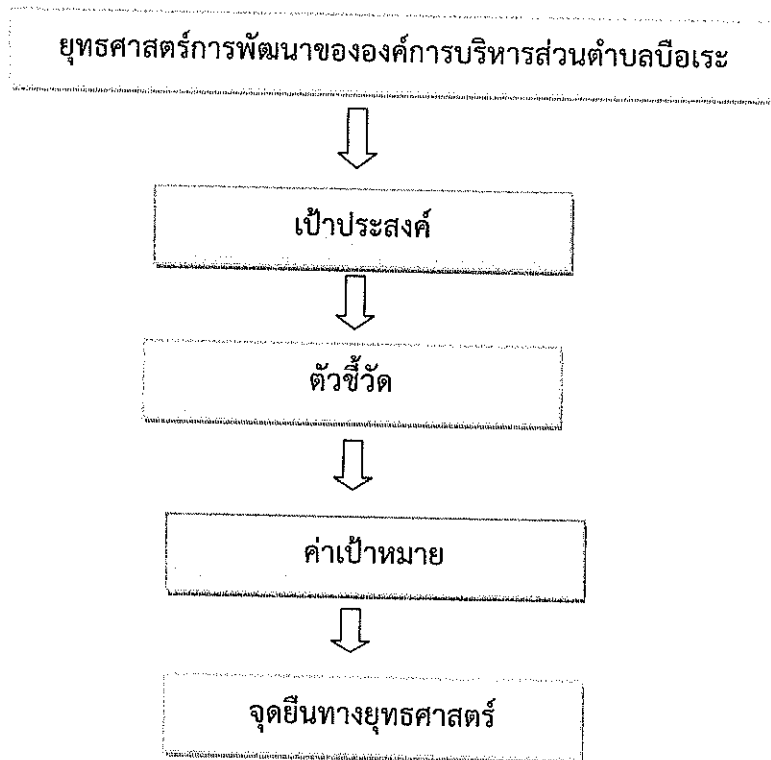 ยุทธศาสตร์การพัฒนาขององค์การบริหารส่วนตำบลบือเระ
เป้าประสงค์
ตัวชี้วัด
ค่าเป้าหมาย
จุดยืนทางยุทธศาสตร์